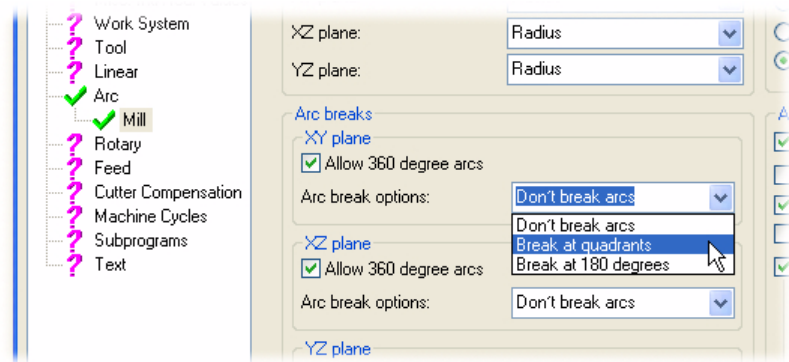 Work System
Tool
Linear
Arc
Mill
Rotary
Feed
Cutter Compensation
Machine Cycles
Subprograms
Text
XZ plane: Radius
YZ plane: Radius
Arc breaks
XY plane
Allow 360 degree arcs
Arc break options: Don't break arcs
Don't break arcs
Break at quadrants
Break at 180 degrees
XZ plane
Allow 360 degree arcs
Arc break options: Don't break arcs
YZ plane